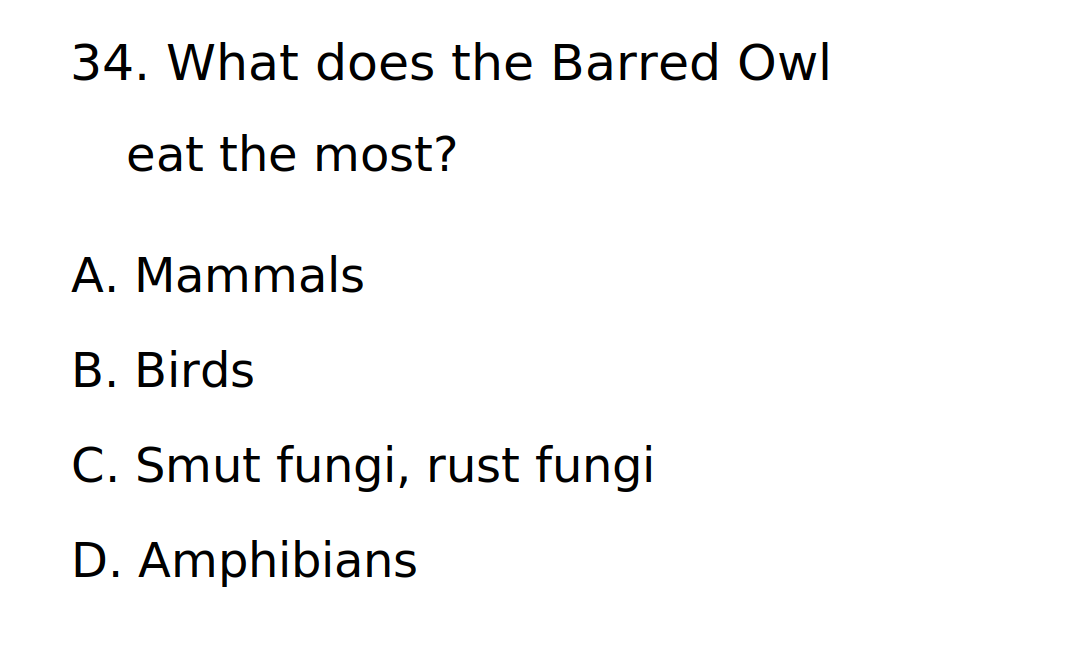 34. What does the Barred Owl
eat the most?
A. Mammals
B. Birds
C. Smut fungi, rust fungi
D. Amphibians